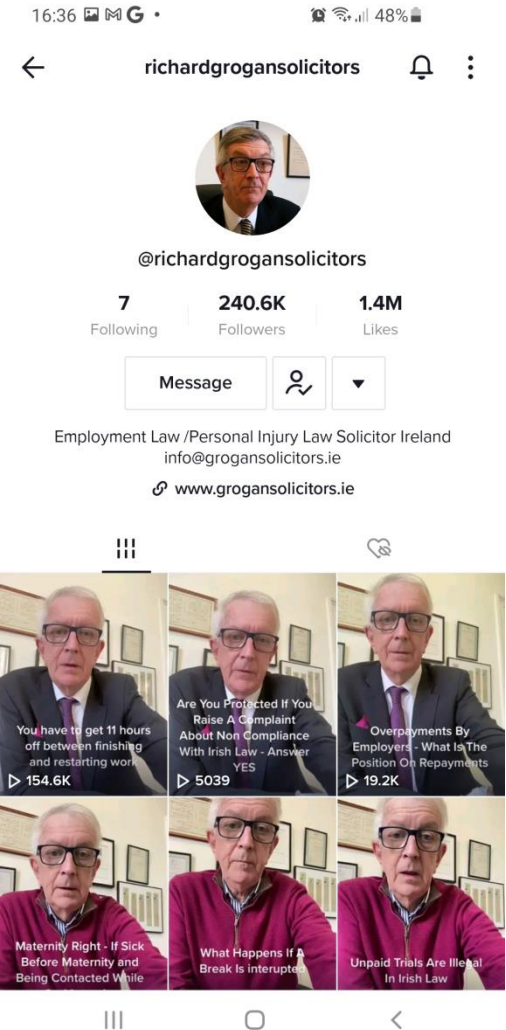 16:36
48%
richardgrogansolicitors
@richardgrogansolicitors
7
240.6K
1.4M
Following
Followers
Likes
Message
Employment Law /Personal Injury Law Solicitor Ireland
info@grogansolicitors.ie
www.grogansolicitors.ie
You have to get 11 hours
off between finishing
and restarting work
154.6K
Are You Protected If You
Raise A Complaint
About Non Compliance
With Irish Law - Answer
YES
5039
Overpayments By
Employers - What Is The
Position On Repayments
19.2K
Maternity Right - If Sick
Before Maternity and
Being Contacted While
What Happens If A
Break Is interupted
Unpaid Trials Are Illegal
In Irish Law